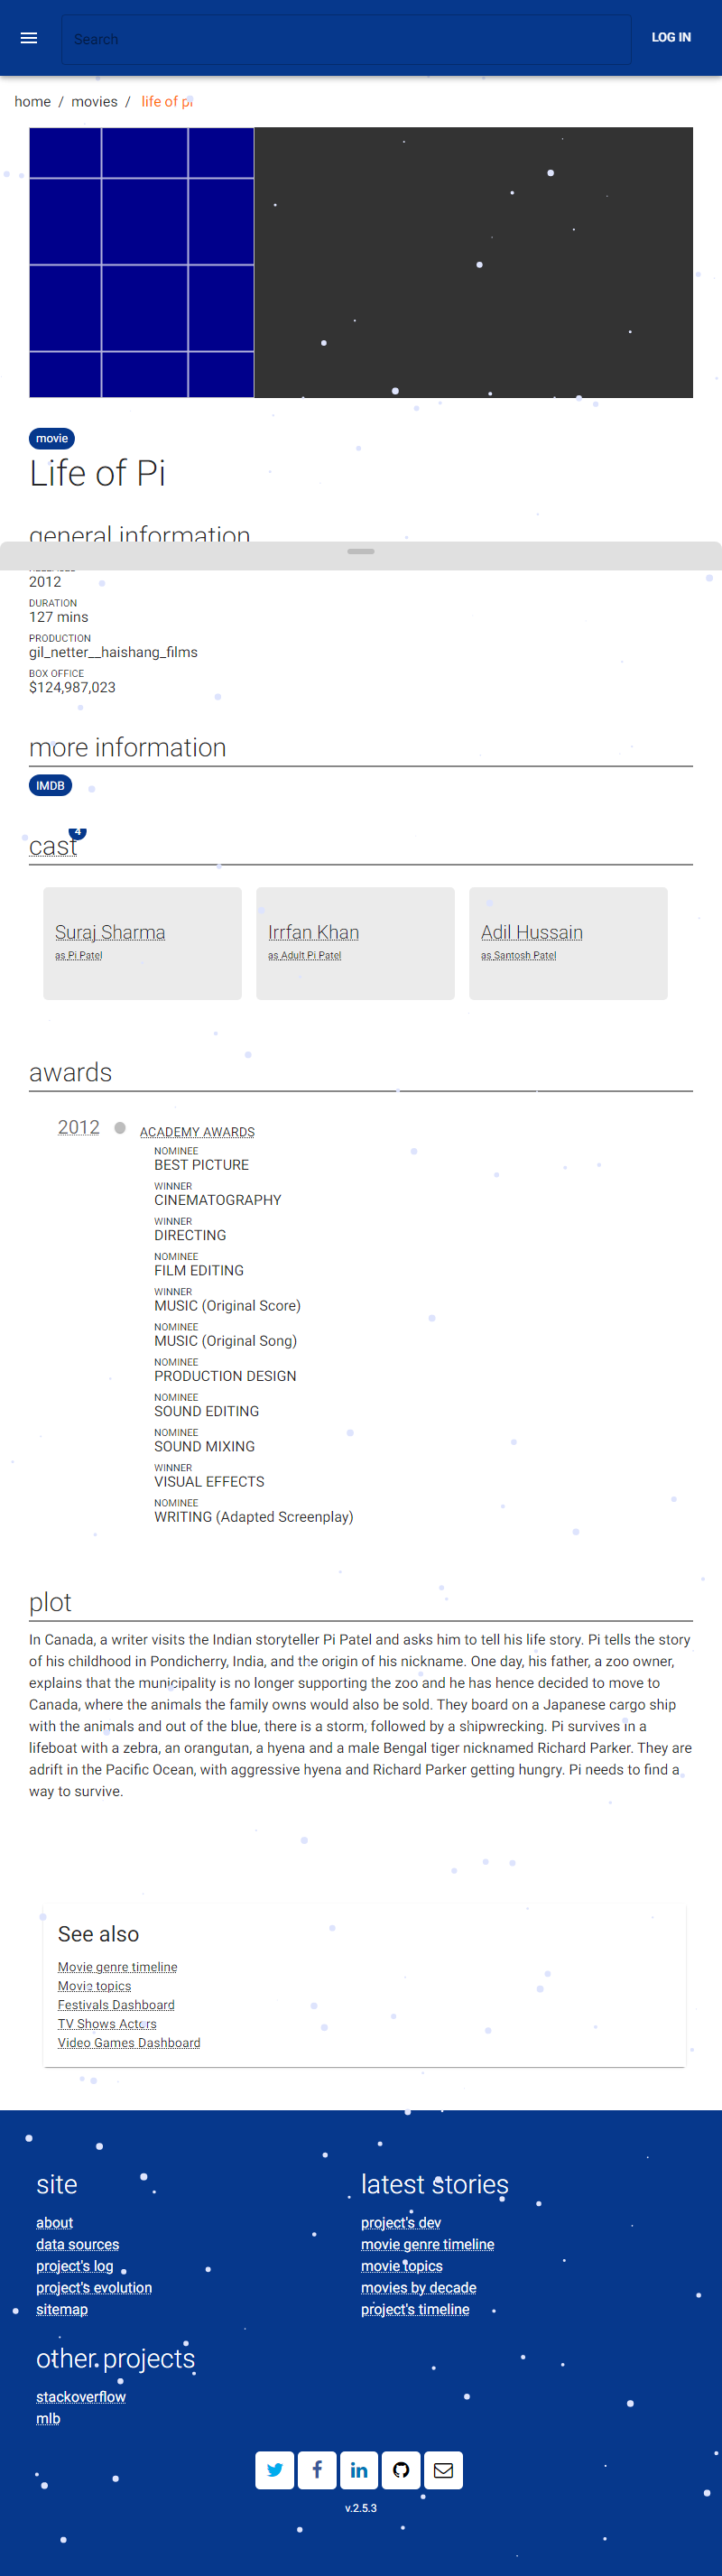 Search
LOG IN
home / movies / life of pi
movie
Life of Pi
general information
2012
DURATION
127 mins
PRODUCTION
gil_netter__haishang_films
BOX OFFICE
$124,987,023
more information
IMDB
cast
4
Suraj Sharma
as Pi Patel
Irrfan Khan
as Adult Pi Patel
Adil Hussain
as Santosh Patel
awards
2012
ACADEMY AWARDS
NOMINEE
BEST PICTURE
WINNER
CINEMATOGRAPHY
WINNER
DIRECTING
NOMINEE
FILM EDITING
WINNER
MUSIC (Original Score)
NOMINEE
MUSIC (Original Song)
NOMINEE
PRODUCTION DESIGN
NOMINEE
SOUND EDITING
NOMINEE
SOUND MIXING
WINNER
VISUAL EFFECTS
NOMINEE
WRITING (Adapted Screenplay)
plot
In Canada, a writer visits the Indian storyteller Pi Patel and asks him to tell his life story. Pi tells the story
of his childhood in Pondicherry, India, and the origin of his nickname. One day, his father, a zoo owner,
explains that the municipality is no longer supporting the zoo and he has hence decided to move to
Canada, where the animals the family owns would also be sold. They board on a Japanese cargo ship
with the animals and out of the blue, there is a storm, followed by a shipwrecking. Pi survives in a
lifeboat with a zebra, an orangutan, a hyena and a male Bengal tiger nicknamed Richard Parker. They are
adrift in the Pacific Ocean, with aggressive hyena and Richard Parker getting hungry. Pi needs to find a
way to survive.
See also
Movie genre timeline
Movie topics
Festivals Dashboard
TV Shows Actors
Video Games Dashboard
site
about
data sources
project's log
project's evolution
sitemap
latest stories
project's dev
movie genre timeline
movie topics
movies by decade
project's timeline
other projects
stackoverflow
mlb
v.2.5.3